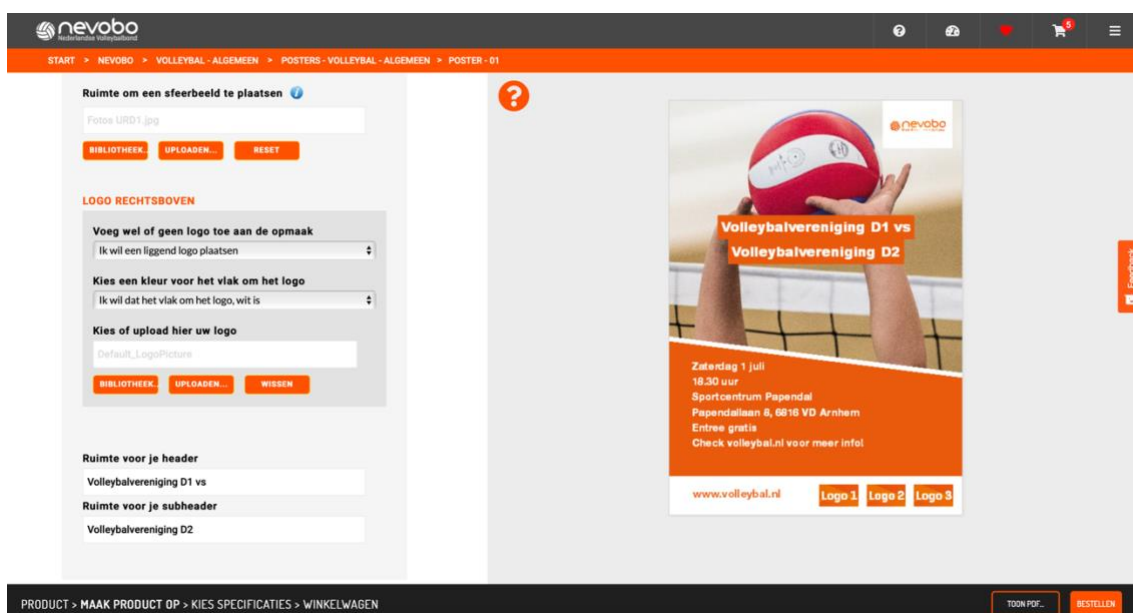 nevobo
Nederlandse Volleybalbond
5
START > NEVOBO > VOLLEYBAL - ALGEMEEN > POSTERS - VOLLEYBAL - ALGEMEEN > POSTER - 01
Ruimte om een sfeerbeeld te plaatsen
Fotos URD1.jpg
BIBLIOTHEEK..
UPLOADEN...
RESET
LOGO RECHTSBOVEN
Voeg wel of geen logo toe aan de opmaak
Ik wil een liggend logo plaatsen
Kies een kleur voor het vlak om het logo
Ik wil dat het vlak om het logo, wit is
Kies of upload hier uw logo
Default_LogoPicture
BIBLIOTHEEK..
UPLOADEN...
WISSEN
Ruimte voor je header
Volleybalvereniging D1 vs
Ruimte voor je subheader
Volleybalvereniging D2
?
nevobo
Volleybalvereniging D1 vs
Volleybalvereniging D2
Zaterdag 1 juli
18.30 uur
Sportcentrum Papendal
Papendallaan 8, 6816 VD Arnhem
Entree gratis
Check volleybal.nl voor meer info!
www.volleybal.nl
Logo 1 Logo 2 Logo 3
Feedback
PRODUCT > MAAK PRODUCT OP > KIES SPECIFICATIES > WINKELWAGEN
TOON PDF...
BESTELLEN